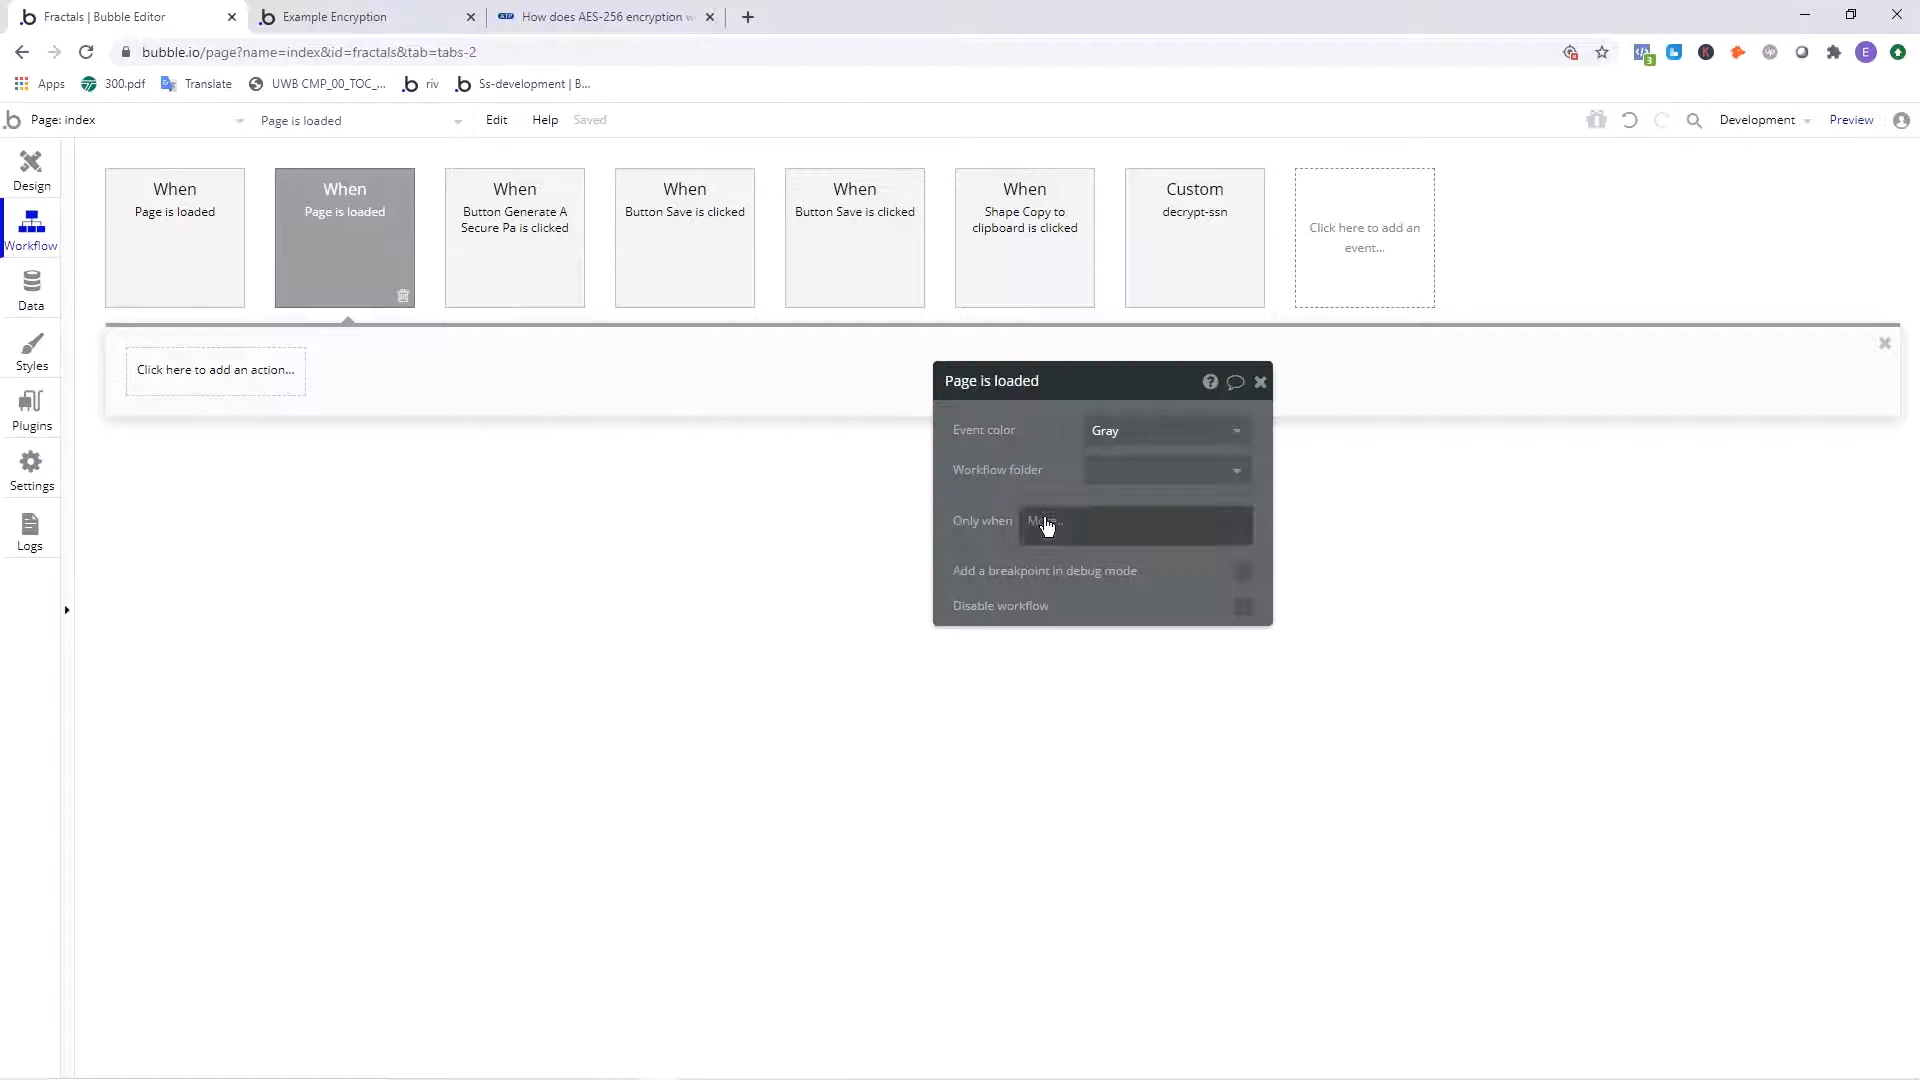 Fractals | Bubble Editor
Example Encryption
How does AES-256 encryption w
bubble.io/page?name=index&id=fractals&tab=tabs-2
Apps
300.pdf
Translate
UWB CMP_00_TOC_...
riv
Ss-development | B...
Page: index
Page is loaded
Edit
Help
Saved
Development
Preview
Design
Workflow
Data
Styles
Plugins
Settings
Logs
When
Page is loaded
When
Page is loaded
When
Button Generate A
Secure Pa is clicked
When
Button Save is clicked
When
Button Save is clicked
When
Shape Copy to
clipboard is clicked
Custom
decrypt-ssn
Click here to add an
event...
Click here to add an action...
Page is loaded
Event color
Gray
Workflow folder
Only when
Add a breakpoint in debug mode
Disable workflow